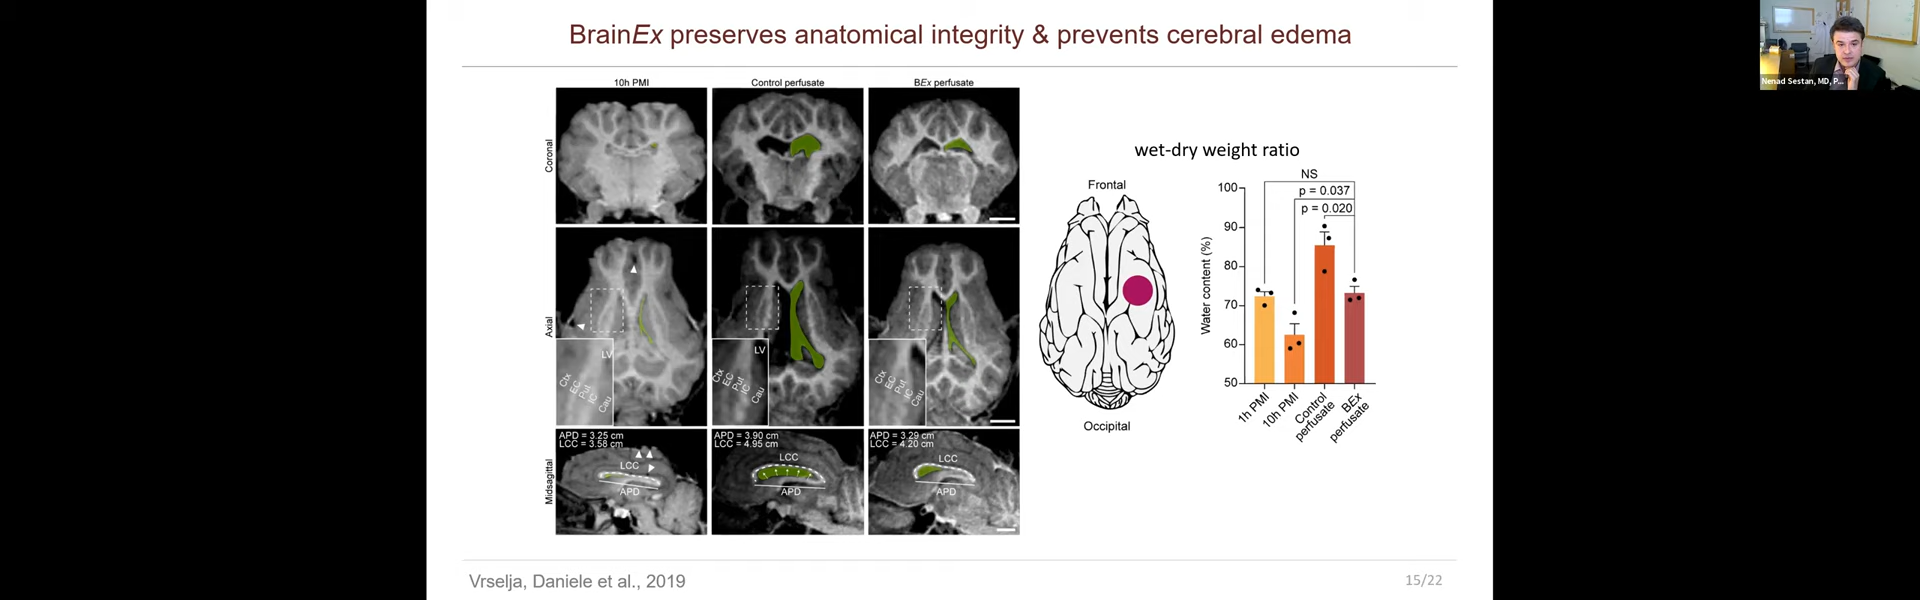 BrainEx preserves anatomical integrity & prevents cerebral edema
Nenad Sestan, MD, P...
10h PMI
Control perfusate
BEx perfusate
Coronal
Axial
LV
Ctx
EC
Put
IC
Cau
LV
Ctx
EC
Put
IC
Cau
Ctx
EC
Put
IC
Cau
Midsagittal
APD = 3.25 cm
LCC = 3.58 cm
LCC
APD
APD = 3.90 cm
LCC = 4.95 cm
LCC
APD
APD = 3.29 cm
LCC = 4.20 cm
LCC
APD
Frontal
Occipital
wet-dry weight ratio
NS
p = 0.037
p = 0.020
Water content (%)
100
90
80
70
60
50
1h PMI
10h PMI
Control
perfusate
BEx
perfusate
Vrselja, Daniele et al., 2019
15/22